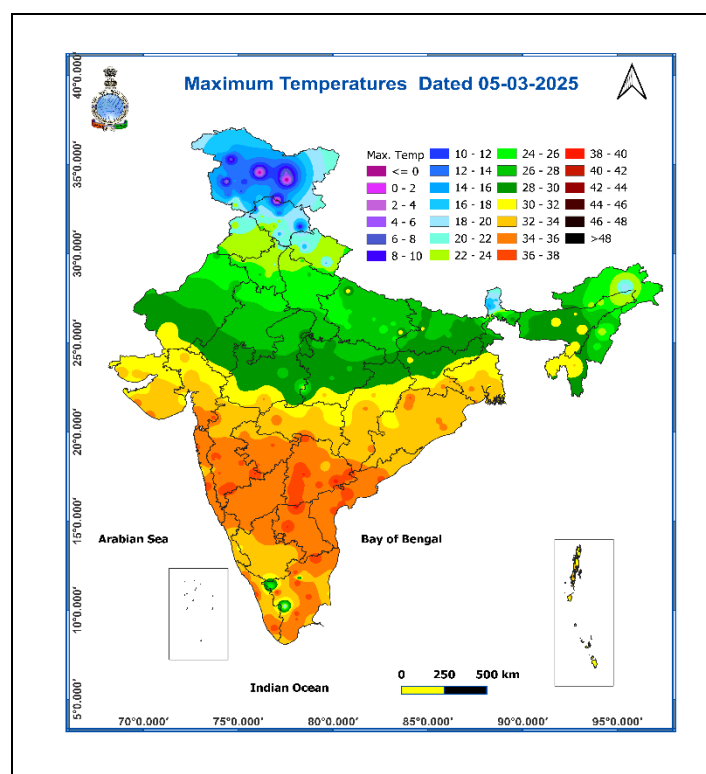 Maximum Temperatures Dated 05-03-2025
Max. Temp
<= 0
0 - 2
2 - 4
4 - 6
6 - 8
8 - 10
10 - 12
12 - 14
14 - 16
16 - 18
18 - 20
20 - 22
22 - 24
24 - 26
26 - 28
28 - 30
30 - 32
32 - 34
34 - 36
36 - 38
38 - 40
40 - 42
42 - 44
44 - 46
46 - 48
>48
40°0.000'
35°0.000'
30°0.000'
25°0.000'
20°0.000'
15°0.000'
10°0.000'
5°0.000'
Arabian Sea
Bay of Bengal
Indian Ocean
0 250 500 km
70°0.000' 75°0.000' 80°0.000' 85°0.000' 90°0.000' 95°0.000'